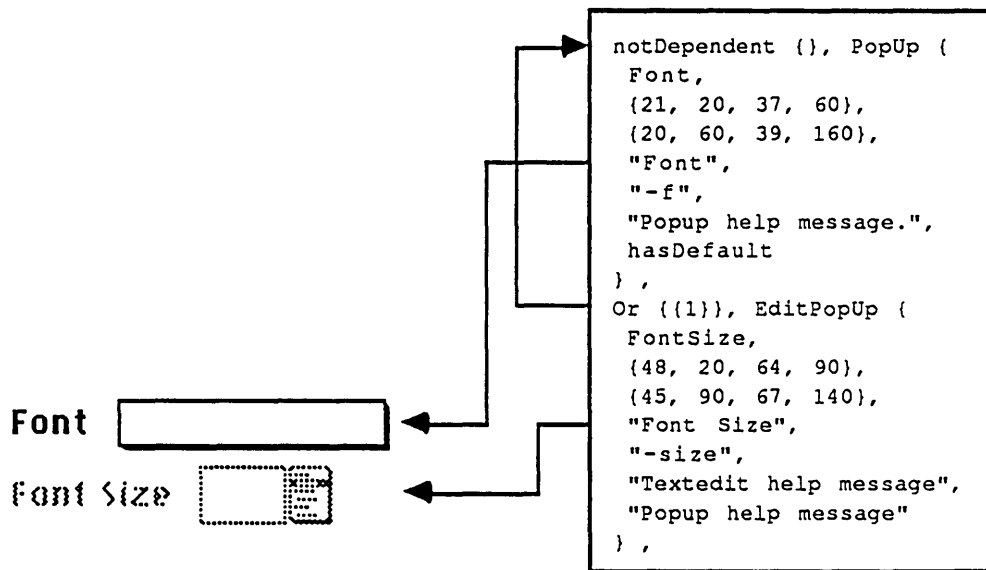 notDependent {}, PopUp {
Font,
{21, 20, 37, 60},
{20, 60, 39, 160},
"Font",
"-f",
"Popup help message.",
hasDefault
} ,
Or {{1}}, EditPopUp {
FontSize,
{48, 20, 64, 90},
{45, 90, 67, 140},
"Font Size",
"-size",
"Textedit help message",
"Popup help message"
} ,
Font
Font Size